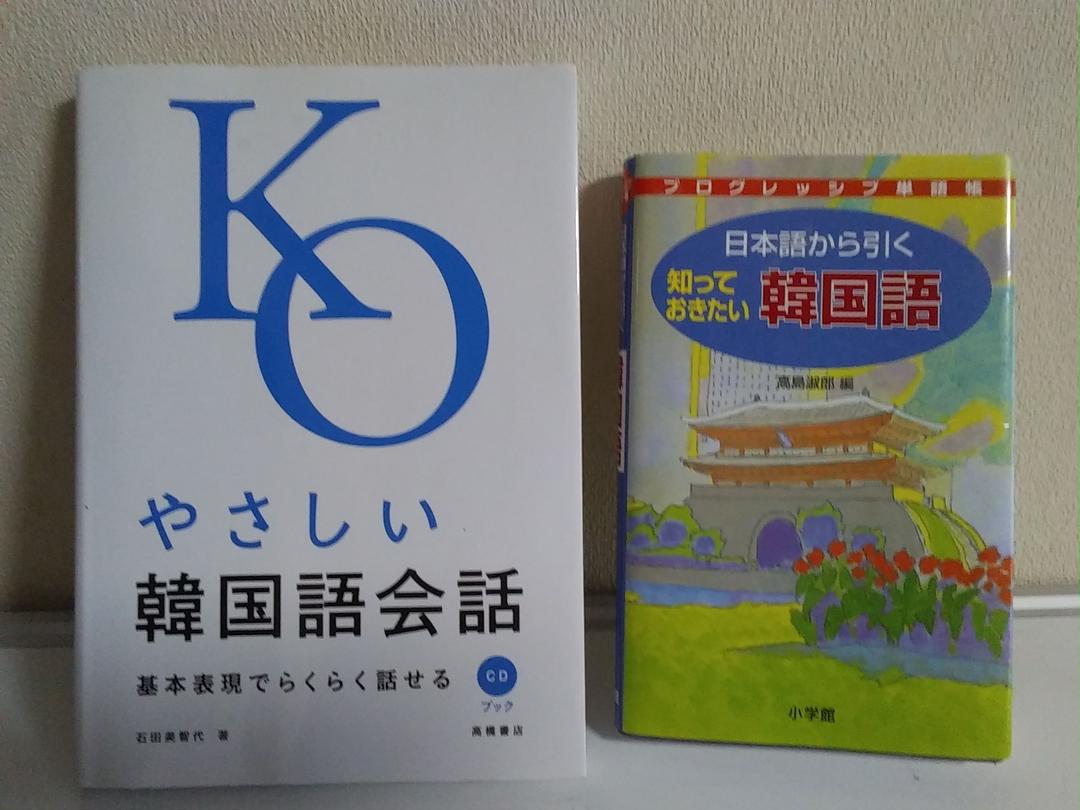 KO
やさしい
韓国語会話
基本表現でらくらく話せる
CD
ブック
石田美智代 著
高橋書店
プログレッシブ単語帳
日本語から引く
知って
おきたい
韓国語
高島淑郎 編
小学館